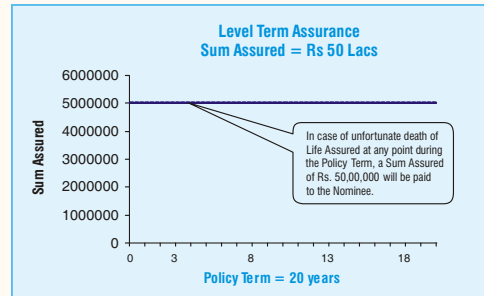 Level Term Assurance
Sum Assured = Rs 50 Lacs
6000000
5000000
4000000
3000000
2000000
1000000
0
Sum Assured
In case of unfortunate death of
Life Assured at any point during
the Policy Term, a Sum Assured
of Rs. 50,00,000 will be paid
to the Nominee.
0 3 8 13 18
Policy Term = 20 years